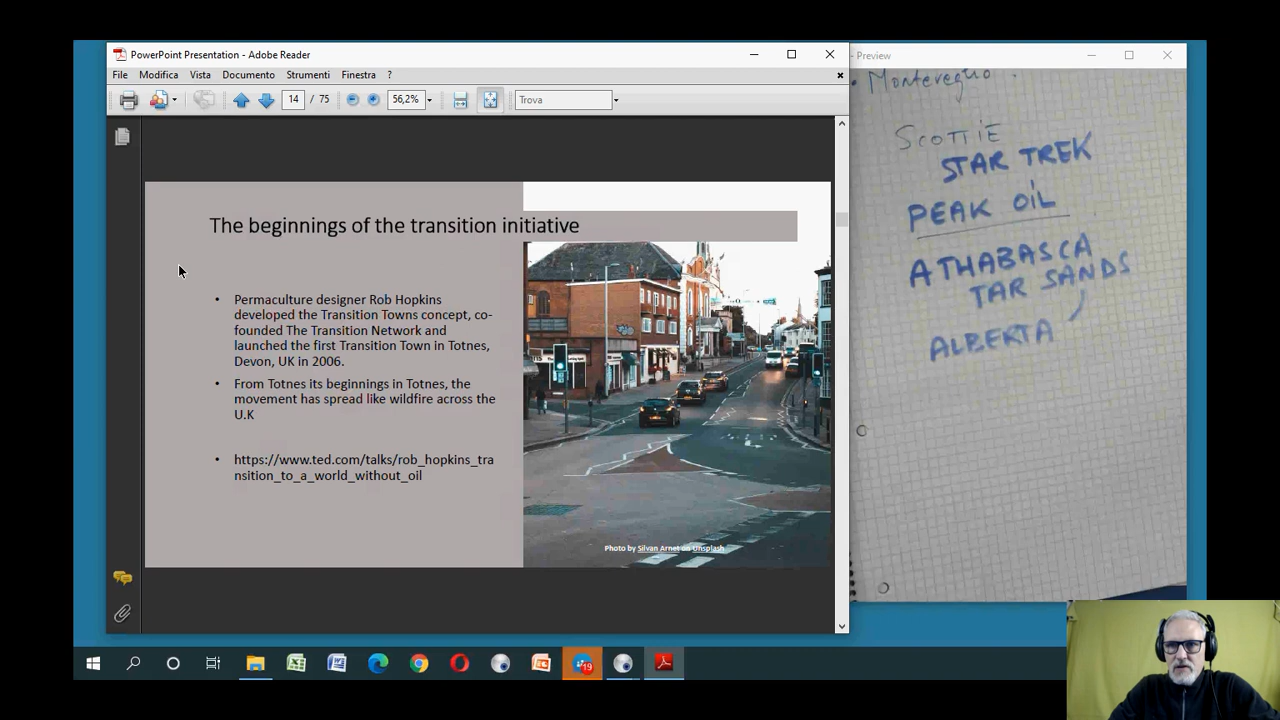 PowerPoint Presentation - Adobe Reader
File Modifica Vista Documento Strumenti Finestra ?
14 / 75 56,2% Trova
The beginnings of the transition initiative
• Permaculture designer Rob Hopkins
developed the Transition Towns concept, co-
founded The Transition Network and
launched the first Transition Town in Totnes,
Devon, UK in 2006.
• From Totnes its beginnings in Totnes, the
movement has spread like wildfire across the
U.K
• https://www.ted.com/talks/rob_hopkins_tra
nsition_to_a_world_without_oil
Photo by Silvan Arnet on Unsplash
- Preview
• Monteveglio
SCOTTIE
STAR TREK
PEAK OIL
ATHABASCA
TAR SANDS
ALBERTA
19